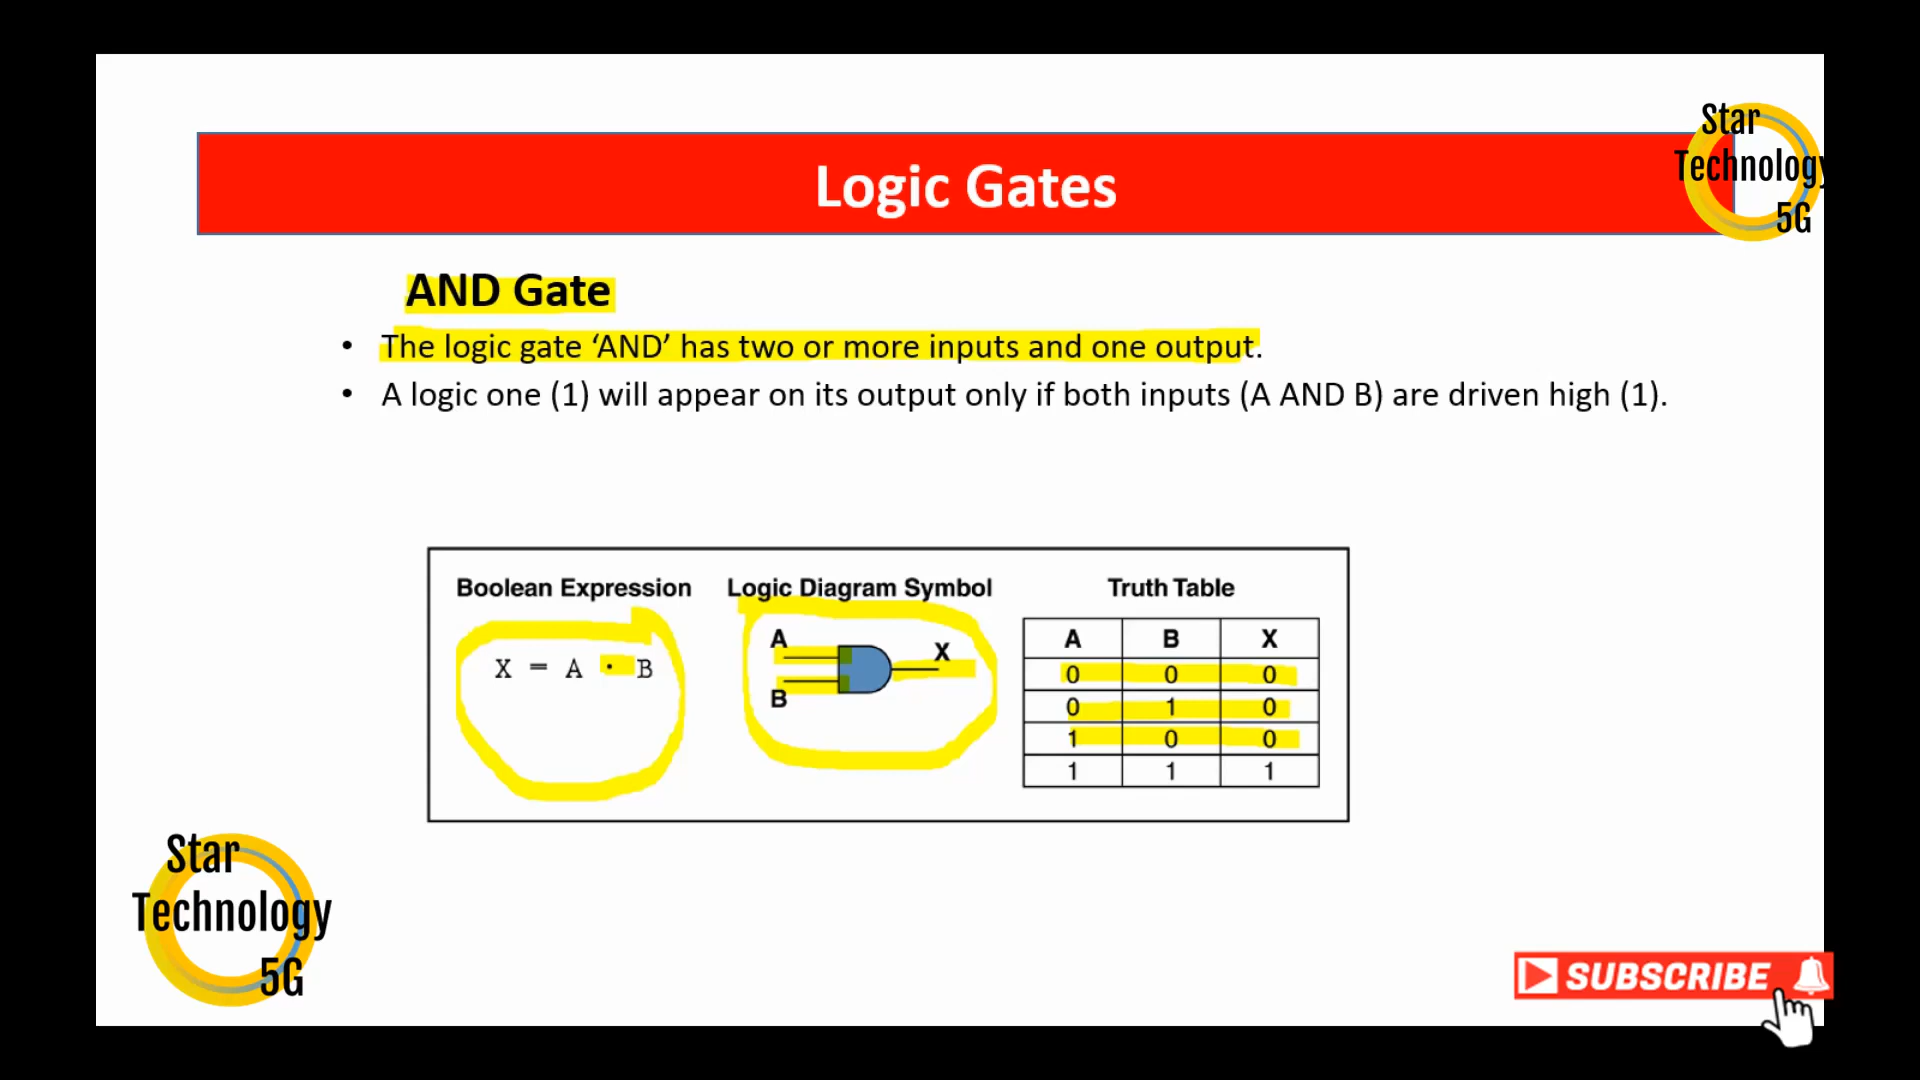 Star
Technology
5G
Logic Gates
AND Gate
• The logic gate ‘AND’ has two or more inputs and one output.
• A logic one (1) will appear on its output only if both inputs (A AND B) are driven high (1).
Boolean Expression
X = A · B
Logic Diagram Symbol
A
X
B
Truth Table
A B X
0 0 0
0 1 0
1 0 0
1 1 1
Star
Technology
5G
SUBSCRIBE